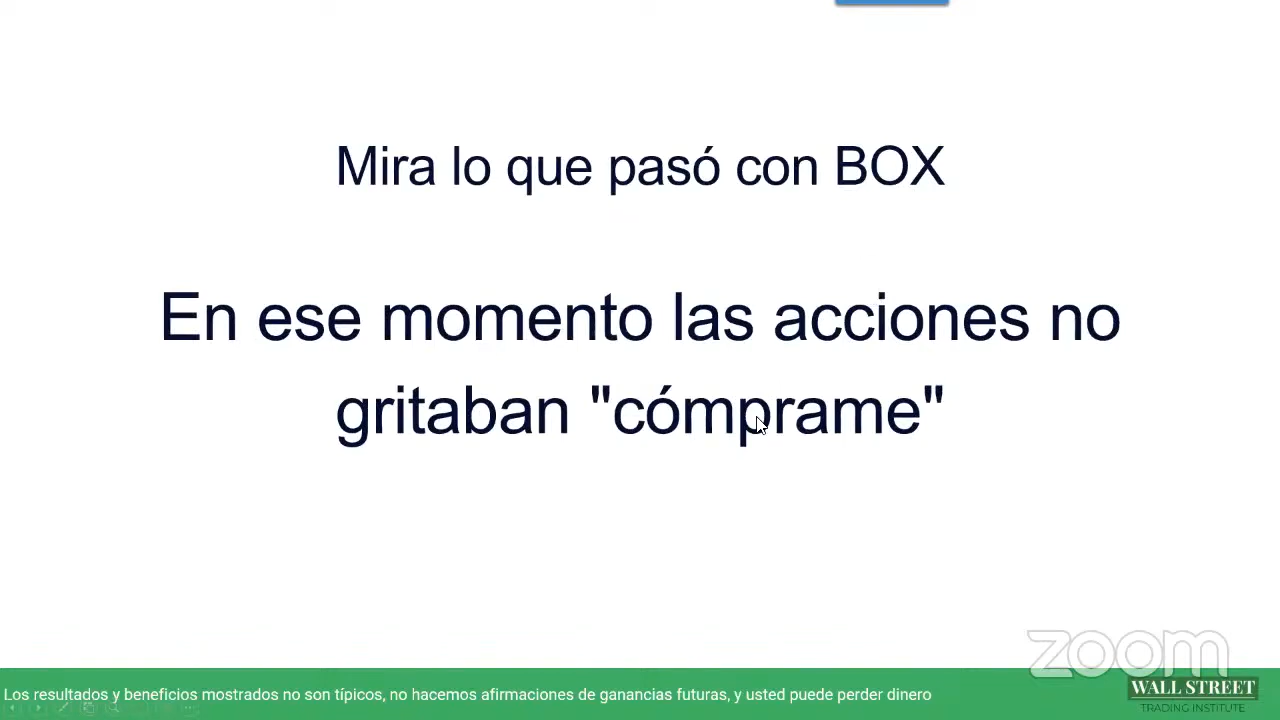 Mira lo que pasó con BOX
En ese momento las acciones no
gritaban "cómprame"
zoom
Los resultados y beneficios mostrados no son típicos, no hacemos afirmaciones de ganancias futuras, y usted puede perder dinero
WALL STREET
TRADING INSTITUTE